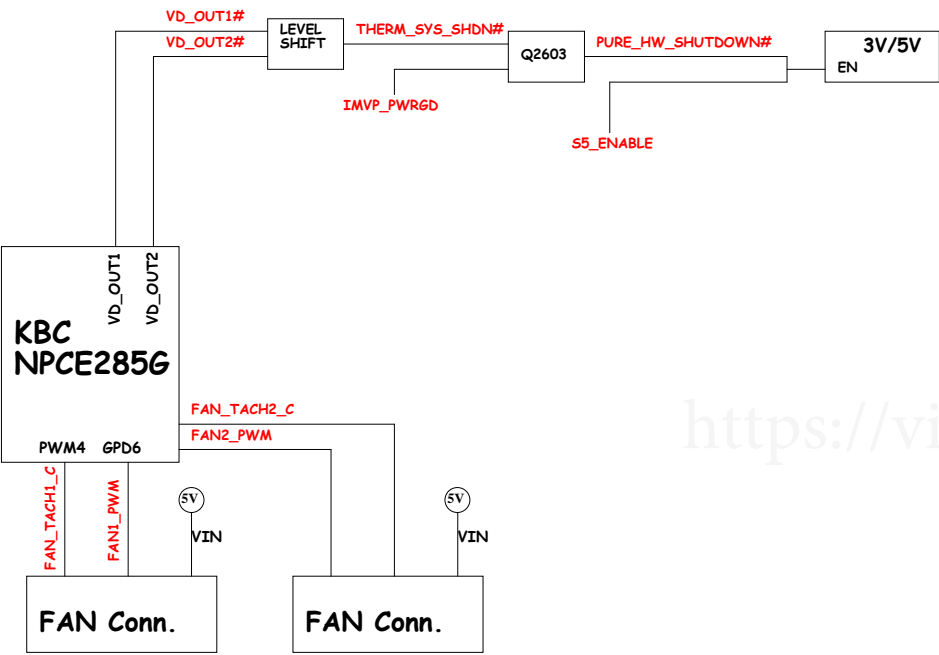 VD_OUT1#
VD_OUT2#
LEVEL
SHIFT
THERM_SYS_SHDN#
IMVP_PWRGD
Q2603
PURE_HW_SHUTDOWN#
S5_ENABLE
3V/5V
EN
VD_OUT1
VD_OUT2
KBC
NPCE285G
PWM4 GPD6
FAN_TACH2_C
FAN2_PWM
FAN_TACH1_C
FAN1_PWM
5V
VIN
5V
VIN
FAN Conn.
FAN Conn.
https://vi